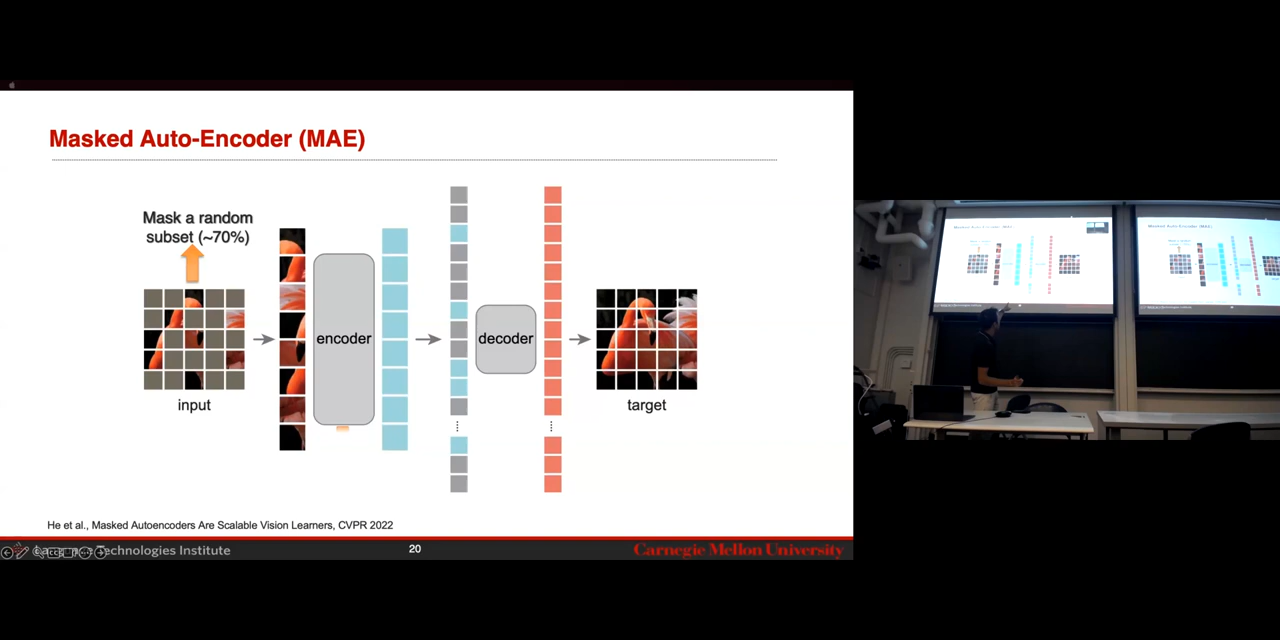 Masked Auto-Encoder (MAE)
Mask a random
subset (~70%)
encoder
decoder
input
target
He et al., Masked Autoencoders Are Scalable Vision Learners, CVPR 2022
Technologies Institute
20
Carnegie Mellon University